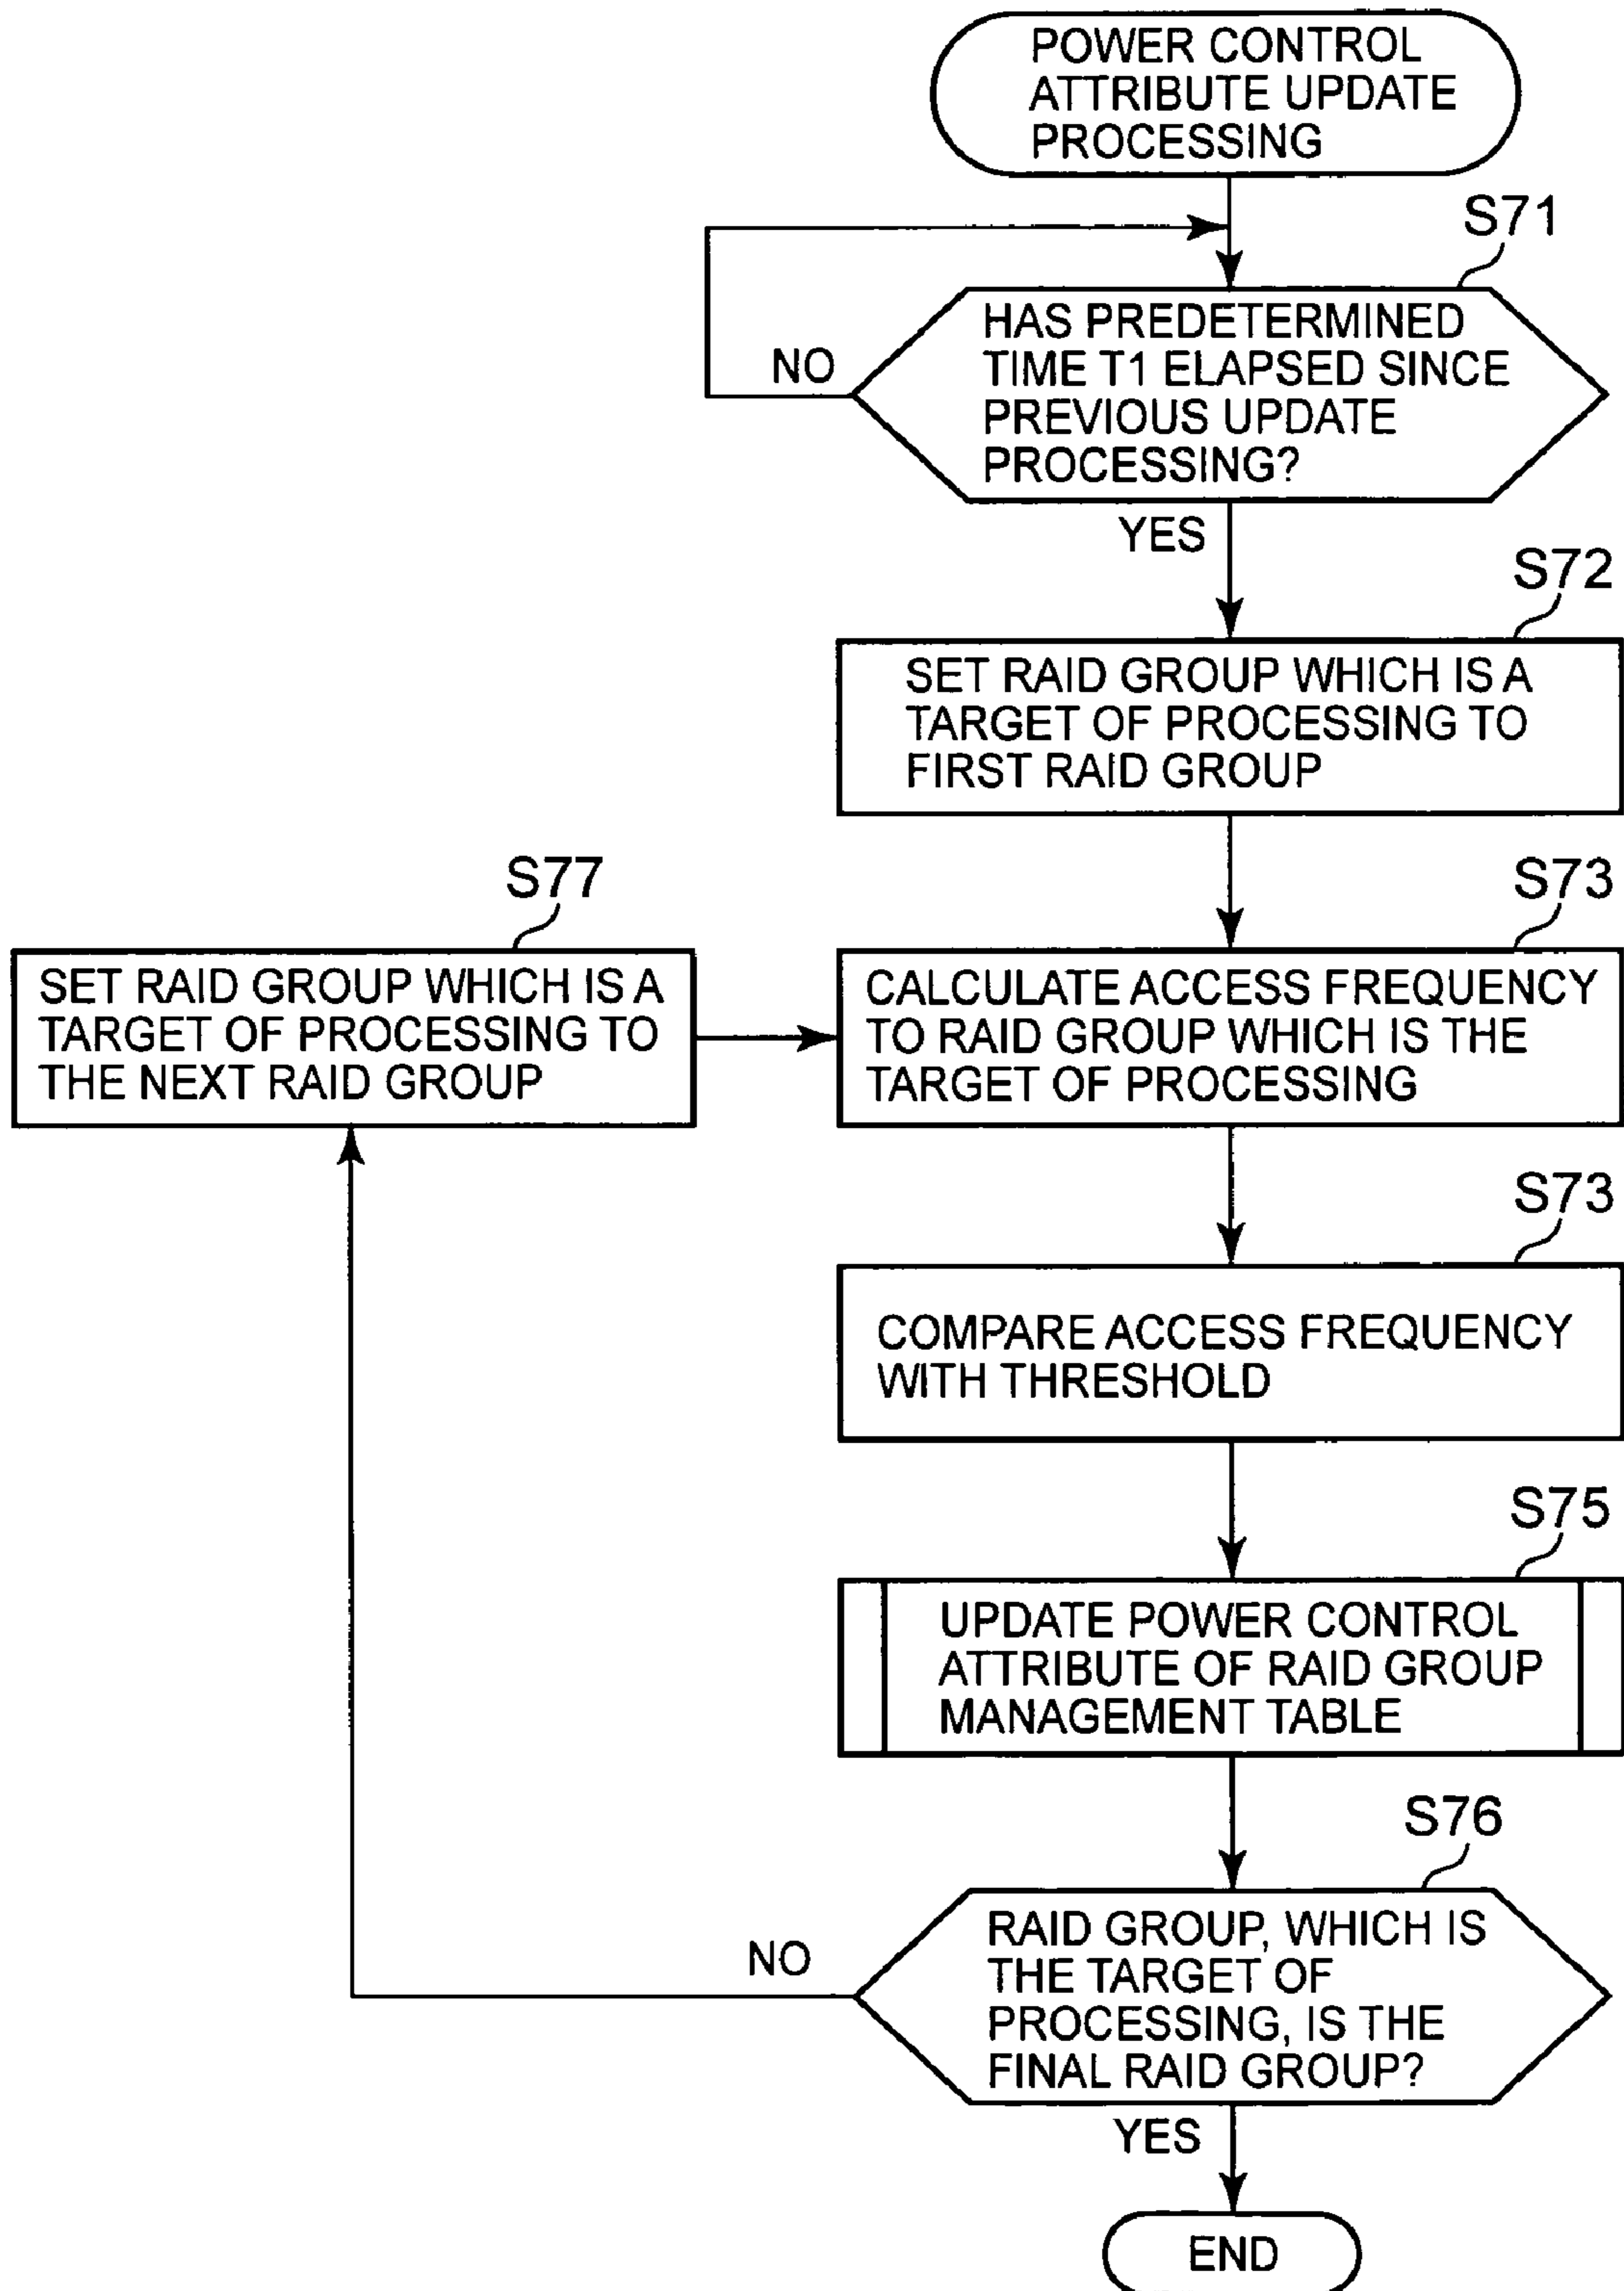 POWER CONTROL
ATTRIBUTE UPDATE
PROCESSING
S71
HAS PREDETERMINED
TIME T1 ELAPSED SINCE
PREVIOUS UPDATE
PROCESSING?
NO
YES
S72
SET RAID GROUP WHICH IS A
TARGET OF PROCESSING TO
FIRST RAID GROUP
S77
SET RAID GROUP WHICH IS A
TARGET OF PROCESSING TO
THE NEXT RAID GROUP
S73
CALCULATE ACCESS FREQUENCY
TO RAID GROUP WHICH IS THE
TARGET OF PROCESSING
S73
COMPARE ACCESS FREQUENCY
WITH THRESHOLD
S75
UPDATE POWER CONTROL
ATTRIBUTE OF RAID GROUP
MANAGEMENT TABLE
S76
RAID GROUP, WHICH IS
THE TARGET OF
PROCESSING, IS THE
FINAL RAID GROUP?
NO
YES
END